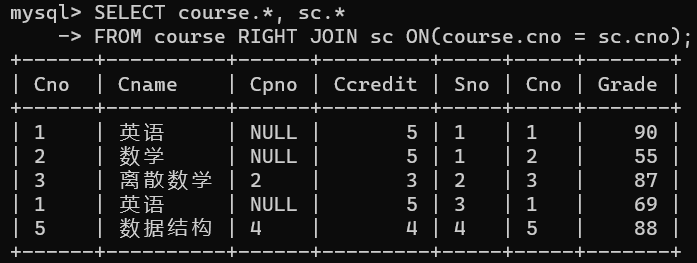 mysql> SELECT course.*, sc.*
    -> FROM course RIGHT JOIN sc ON(course.cno = sc.cno);
+------+----------+------+---------+------+------+-------+
| Cno  | Cname    | Cpno | Ccredit | Sno  | Cno  | Grade |
+------+----------+------+---------+------+------+-------+
| 1    | 英语     | NULL |       5 | 1    | 1    |    90 |
| 2    | 数学     | NULL |       5 | 1    | 2    |    55 |
| 3    | 离散数学 | 2    |       3 | 2    | 3    |    87 |
| 1    | 英语     | NULL |       5 | 3    | 1    |    69 |
| 5    | 数据结构 | 4    |       4 | 4    | 5    |    88 |
+------+----------+------+---------+------+------+-------+